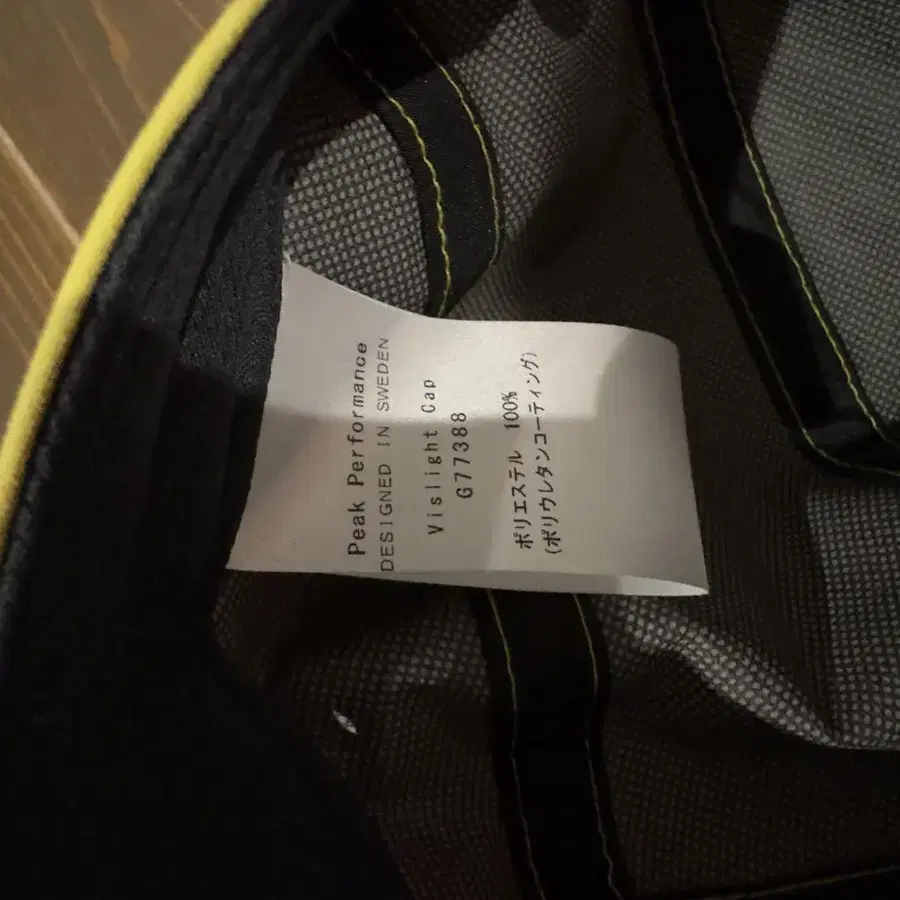 Peak Performance
DESIGNED IN SWEDEN
Vislight Cap
G77388
ポリエステル 100%
(ポリウレタンコーティング)